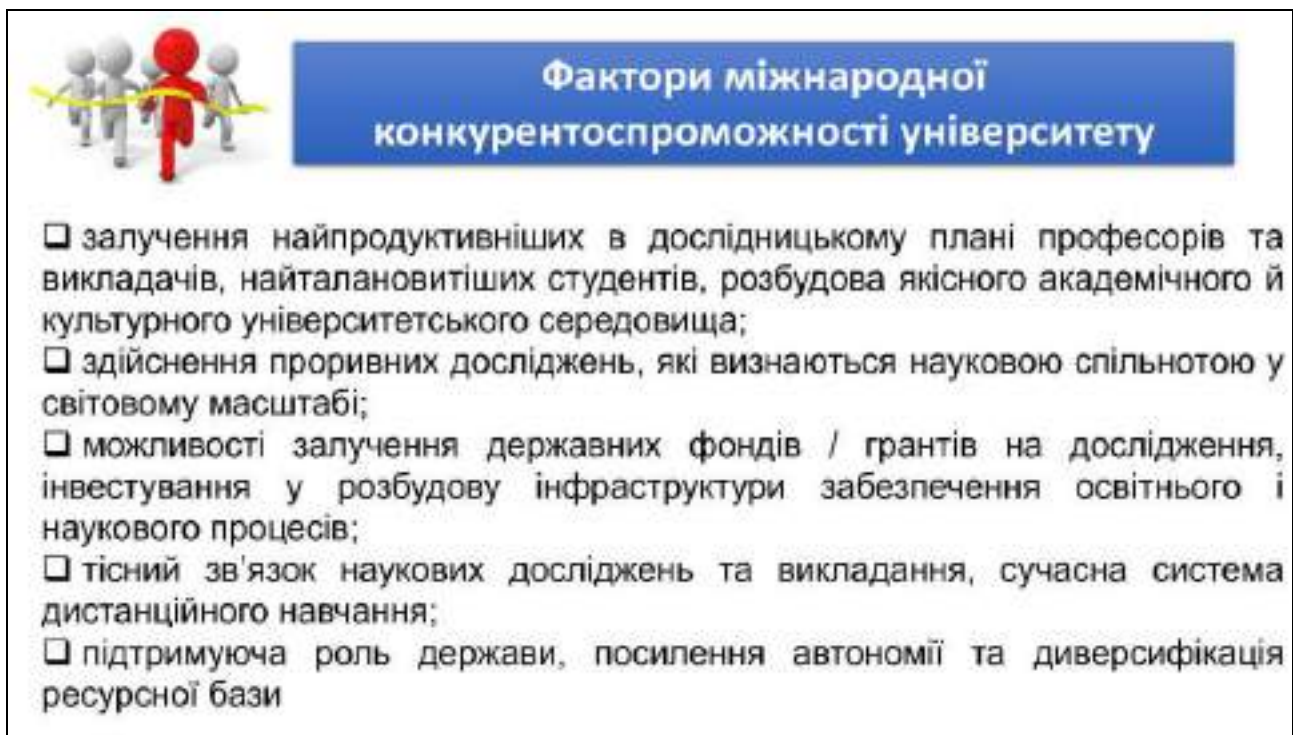 Фактори міжнародної
конкурентоспроможності університету
❑ залучення найпродуктивніших в дослідницькому плані професорів та
викладачів, найталановитіших студентів, розбудова якісного академічного й
культурного університетського середовища;
❑ здійснення проривних досліджень, які визнаються науковою спільнотою у
світовому масштабі;
❑ можливості залучення державних фондів / грантів на дослідження,
інвестування у розбудову інфраструктури забезпечення освітнього і
наукового процесів;
❑ тісний зв'язок наукових досліджень та викладання, сучасна система
дистанційного навчання;
❑ підтримуюча роль держави, посилення автономії та диверсифікація
ресурсної бази